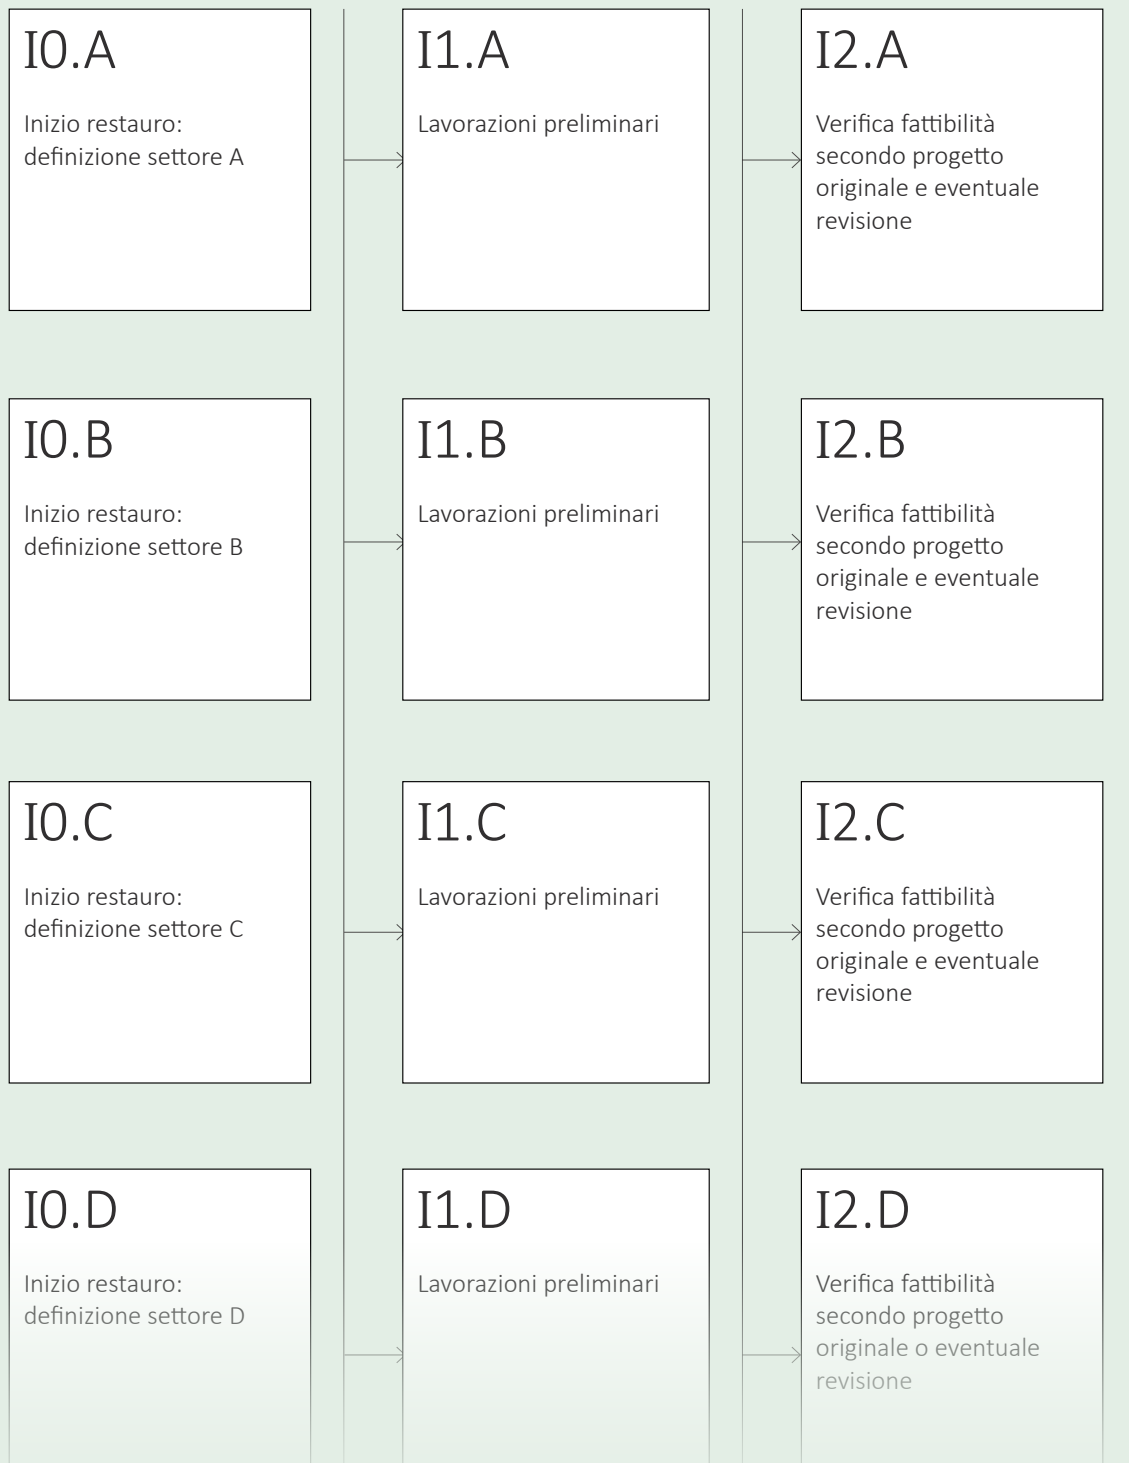 I0.A
Inizio restauro:
definizione settore A
I1.A
Lavorazioni preliminari
I2.A
Verifica fattibilità
secondo progetto
originale e eventuale
revisione
I0.B
Inizio restauro:
definizione settore B
I1.B
Lavorazioni preliminari
I2.B
Verifica fattibilità
secondo progetto
originale e eventuale
revisione
I0.C
Inizio restauro:
definizione settore C
I1.C
Lavorazioni preliminari
I2.C
Verifica fattibilità
secondo progetto
originale e eventuale
revisione
I0.D
Inizio restauro:
definizione settore D
I1.D
Lavorazioni preliminari
I2.D
Verifica fattibilità
secondo progetto
originale o eventuale
revisione